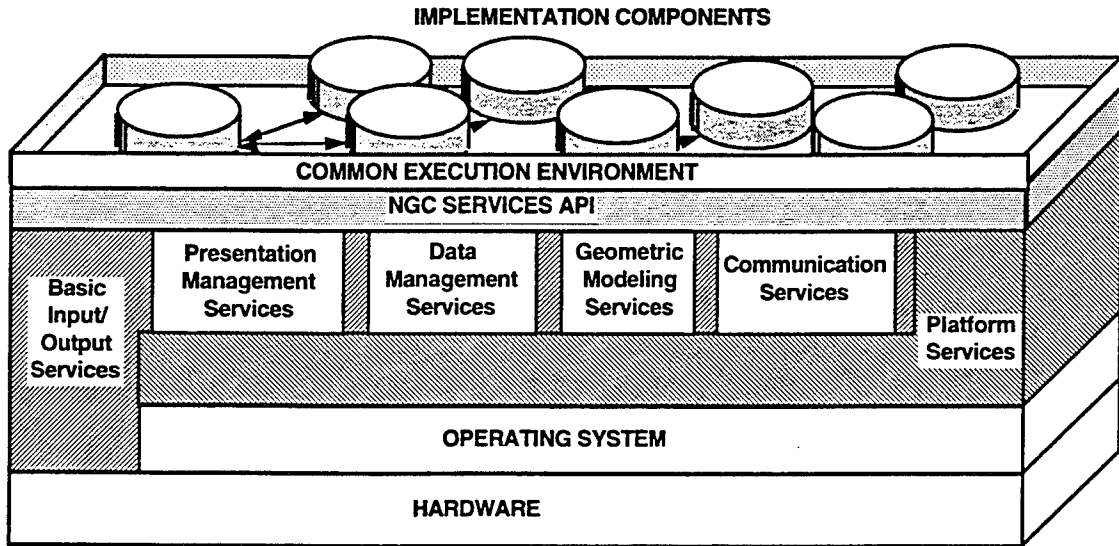 IMPLEMENTATION COMPONENTS
COMMON EXECUTION ENVIRONMENT
NGC SERVICES API
Basic
Input/
Output
Services
Presentation
Management
Services
Data
Management
Services
Geometric
Modeling
Services
Communication
Services
Platform
Services
OPERATING SYSTEM
HARDWARE